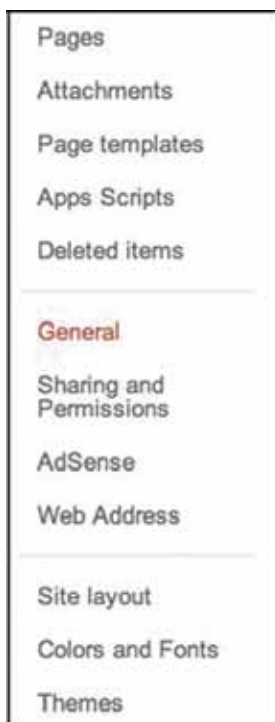 Pages
Attachments
Page templates
Apps Scripts
Deleted items
General
Sharing and
Permissions
AdSense
Web Address
Site layout
Colors and Fonts
Themes